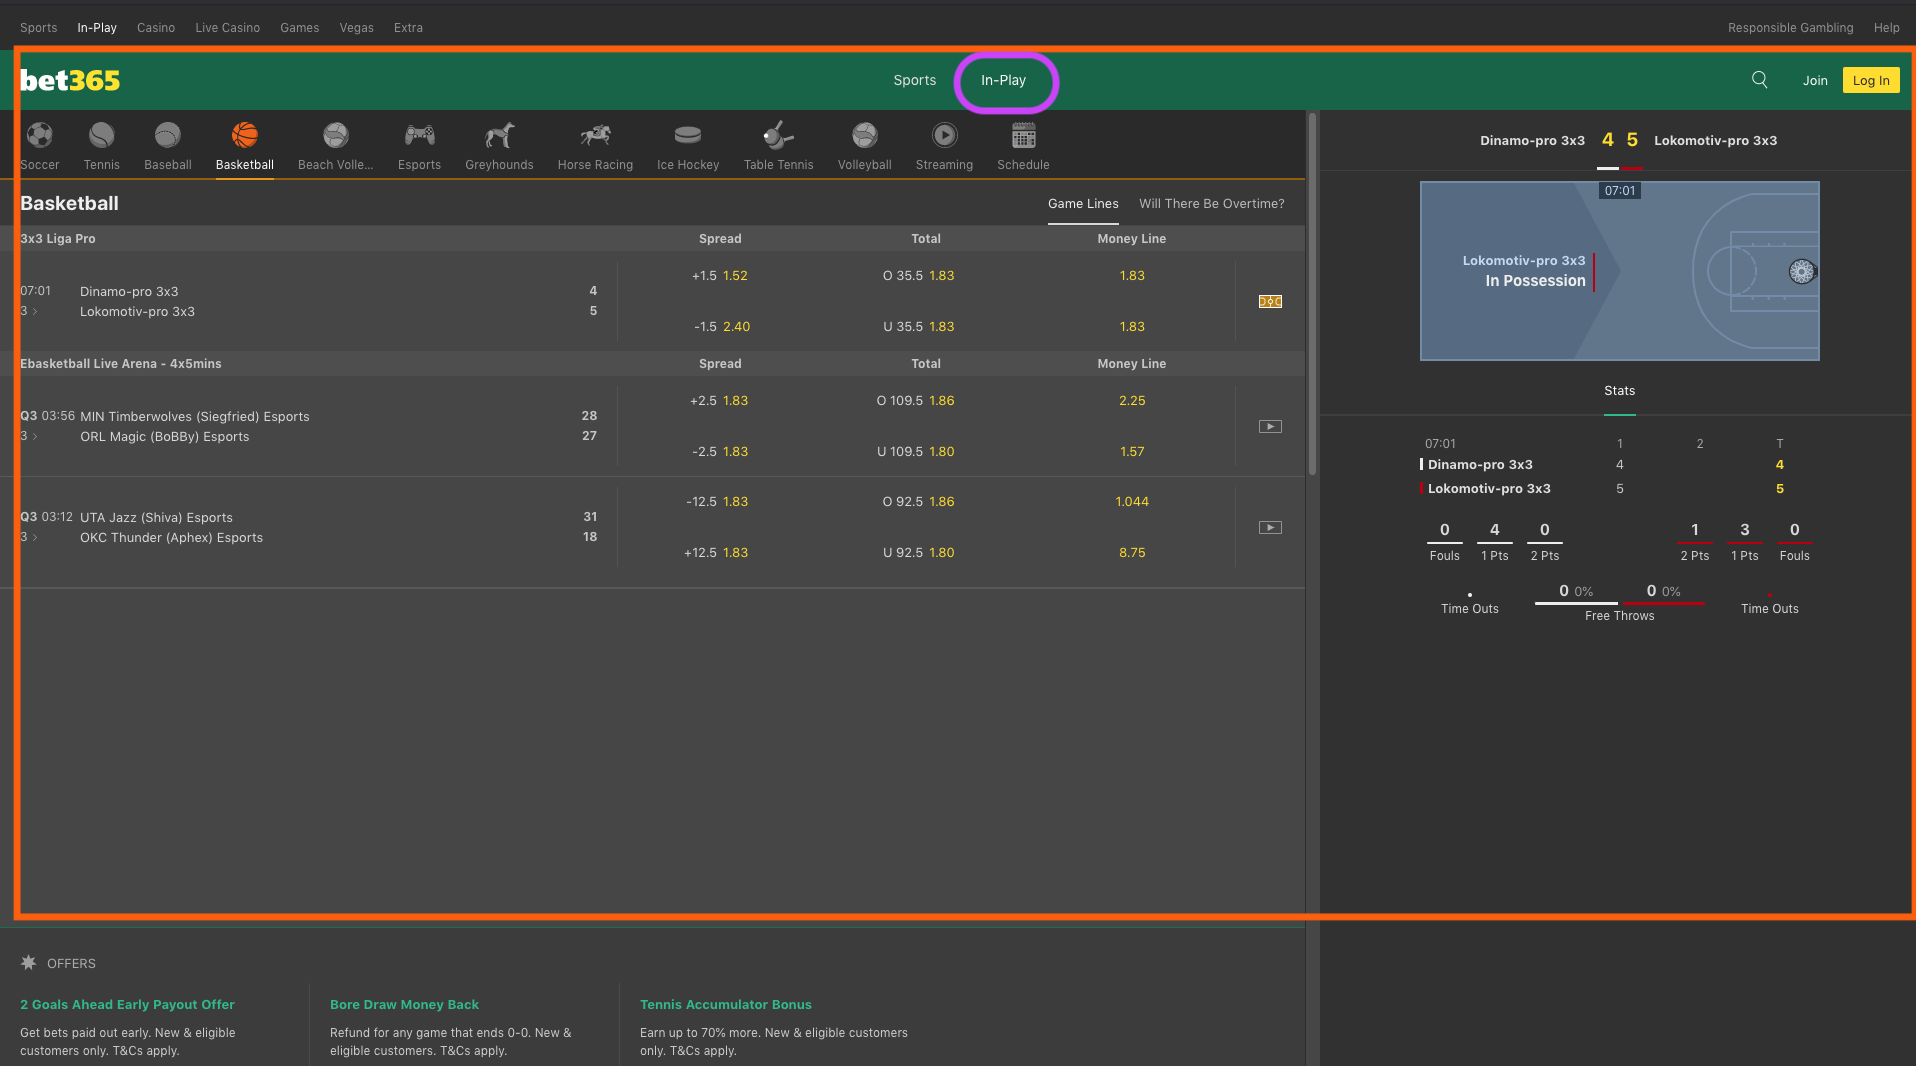 Sports In-Play Casino Live Casino Games Vegas Extra Responsible Gambling Help
bet365 Sports In-Play Join Log In
Soccer Tennis Baseball Basketball Beach Volle... Esports Greyhounds Horse Racing Ice Hockey Table Tennis Volleyball Streaming Schedule
Basketball Game Lines Will There Be Overtime?
3x3 Liga Pro Spread Total Money Line
+1.5 1.52 O 35.5 1.83 1.83
07:01 Dinamo-pro 3x3 4
3 > Lokomotiv-pro 3x3 5
-1.5 2.40 U 35.5 1.83 1.83
Ebasketball Live Arena - 4x5mins Spread Total Money Line
+2.5 1.83 O 109.5 1.86 2.25
Q3 03:56 MIN Timberwolves (Siegfried) Esports 28
3 > ORL Magic (BoBBy) Esports 27
-2.5 1.83 U 109.5 1.80 1.57
-12.5 1.83 O 92.5 1.86 1.044
Q3 03:12 UTA Jazz (Shiva) Esports 31
3 > OKC Thunder (Aphex) Esports 18
+12.5 1.83 U 92.5 1.80 8.75
Dinamo-pro 3x3 4 5 Lokomotiv-pro 3x3
07:01
Lokomotiv-pro 3x3
In Possession
Stats
07:01 1 2 T
Dinamo-pro 3x3 4 4
Lokomotiv-pro 3x3 5 5
0 4 0 1 3 0
Fouls 1 Pts 2 Pts 2 Pts 1 Pts Fouls
0 0% 0 0%
Time Outs Free Throws Time Outs
OFFERS
2 Goals Ahead Early Payout Offer
Get bets paid out early. New & eligible
customers only. T&Cs apply.
Bore Draw Money Back
Refund for any game that ends 0-0. New &
eligible customers. T&Cs apply.
Tennis Accumulator Bonus
Earn up to 70% more. New & eligible customers
only. T&Cs apply.